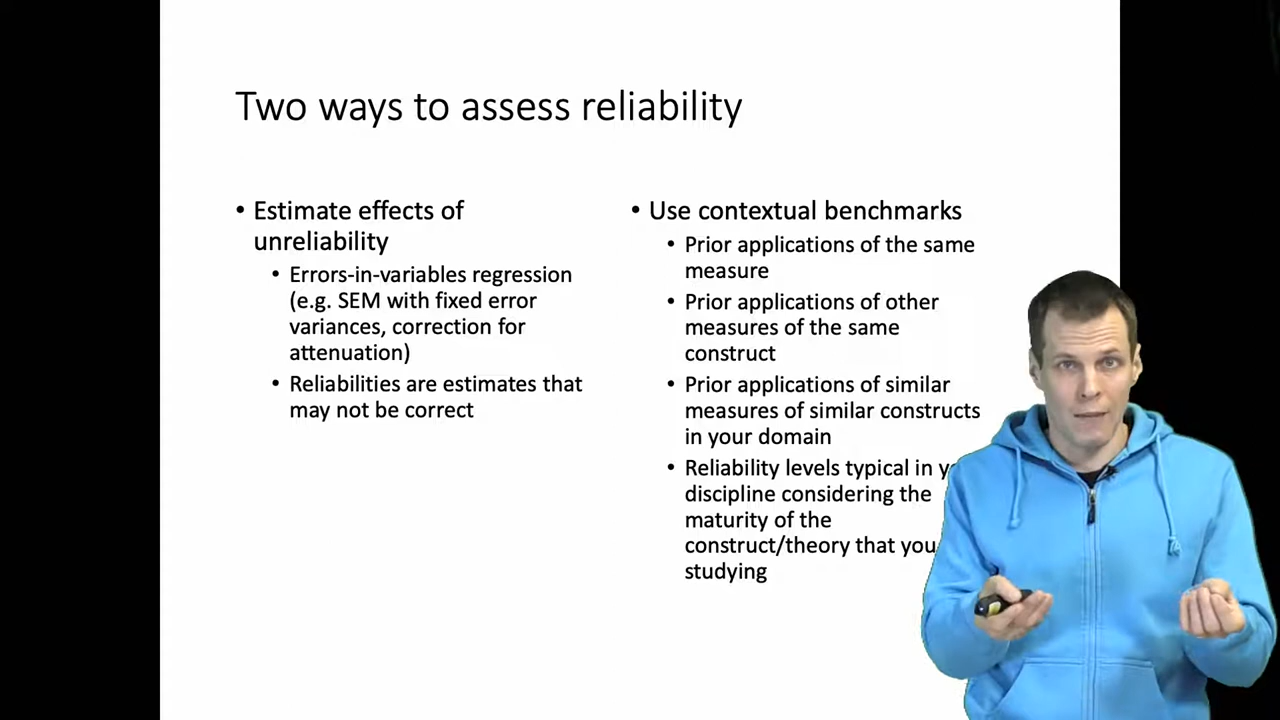 Two ways to assess reliability
• Estimate effects of
unreliability
• Errors-in-variables regression
(e.g. SEM with fixed error
variances, correction for
attenuation)
• Reliabilities are estimates that
may not be correct
• Use contextual benchmarks
• Prior applications of the same
measure
• Prior applications of other
measures of the same
construct
• Prior applications of similar
measures of similar constructs
in your domain
• Reliability levels typical in
discipline considering the
maturity of the
construct/theory that you
studying